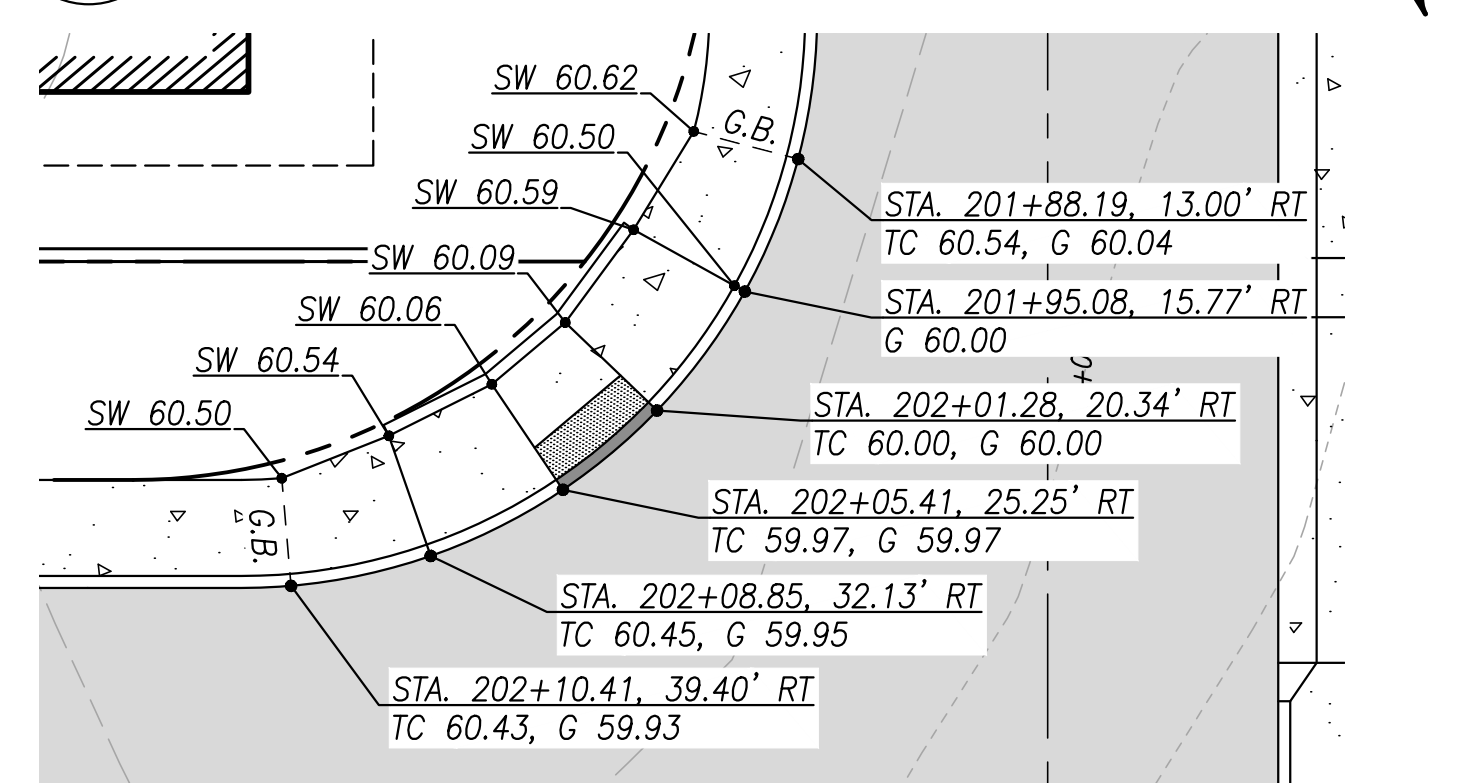 SW 60.62
G.B.
SW 60.50
SW 60.59
STA. 201+88.19, 13.00' RT
TC 60.54, G 60.04
SW 60.09
STA. 201+95.08, 15.77' RT
G 60.00
SW 60.06
SW 60.54
STA. 202+01.28, 20.34' RT
TC 60.00, G 60.00
SW 60.50
STA. 202+05.41, 25.25' RT
TC 59.97, G 59.97
G.B.
STA. 202+08.85, 32.13' RT
TC 60.45, G 59.95
STA. 202+10.41, 39.40' RT
TC 60.43, G 59.93